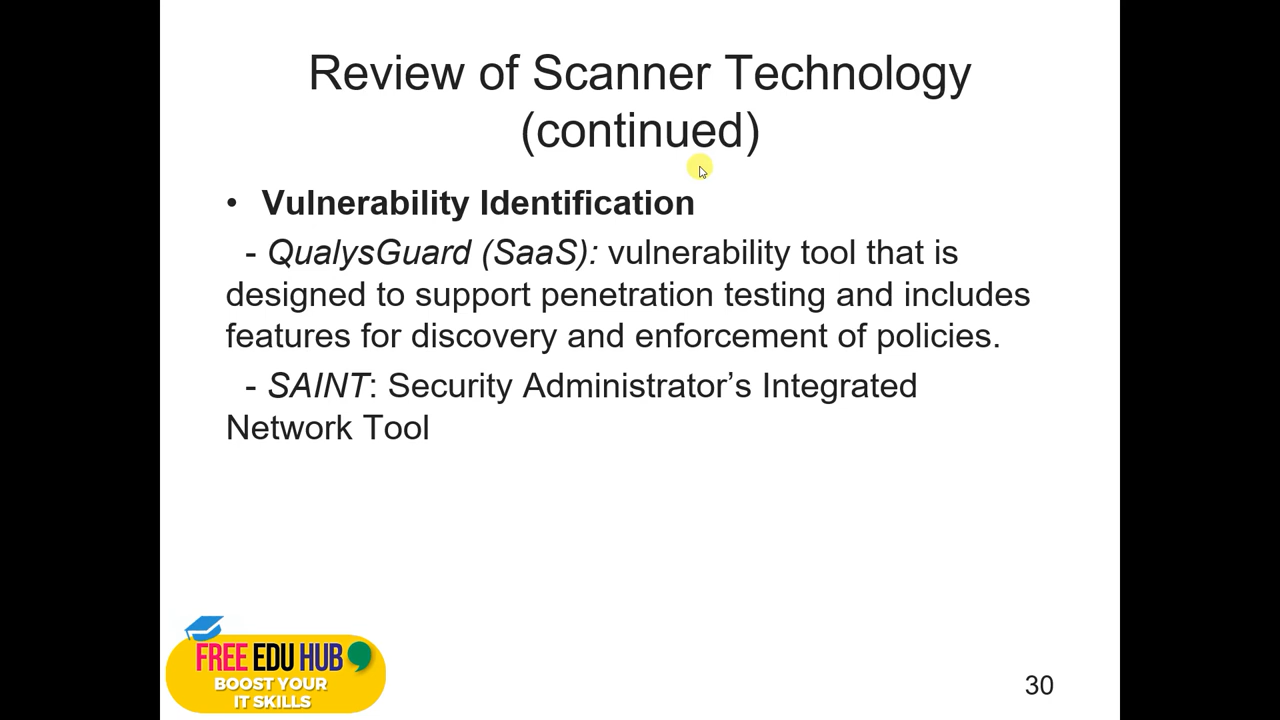 Review of Scanner Technology
(continued)
• Vulnerability Identification
- QualysGuard (SaaS): vulnerability tool that is
designed to support penetration testing and includes
features for discovery and enforcement of policies.
- SAINT: Security Administrator’s Integrated
Network Tool
FREE EDU HUB
BOOST YOUR
IT SKILLS
30